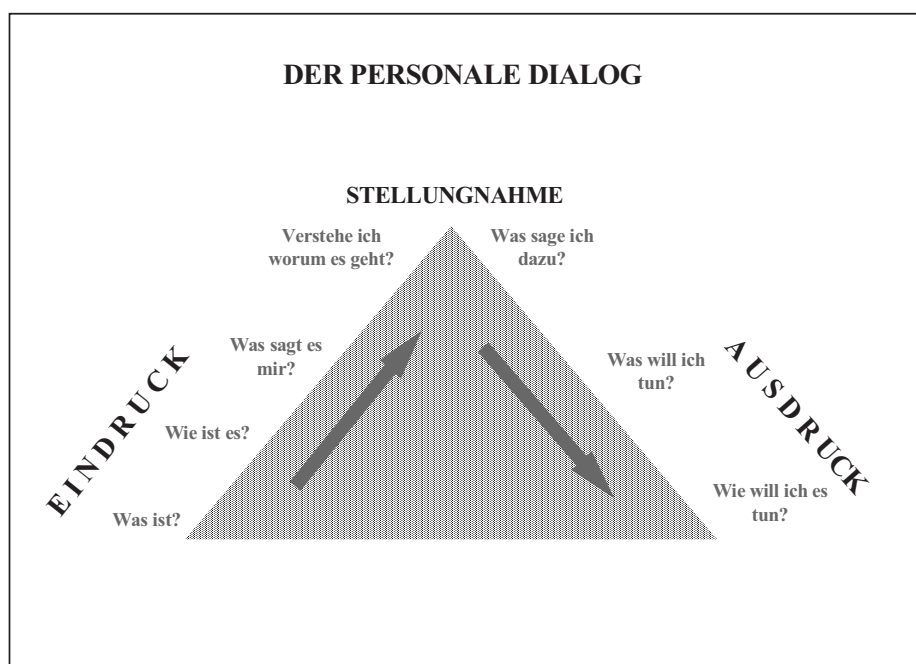 DER PERSONALE DIALOG
STELLUNGNAHME
Verstehe ich
worum es geht?
Was sage ich
dazu?
Was sagt es
mir?
Was will ich
tun?
EINDRUCK
AUSDRUCK
Wie ist es?
Wie will ich es
tun?
Was ist?